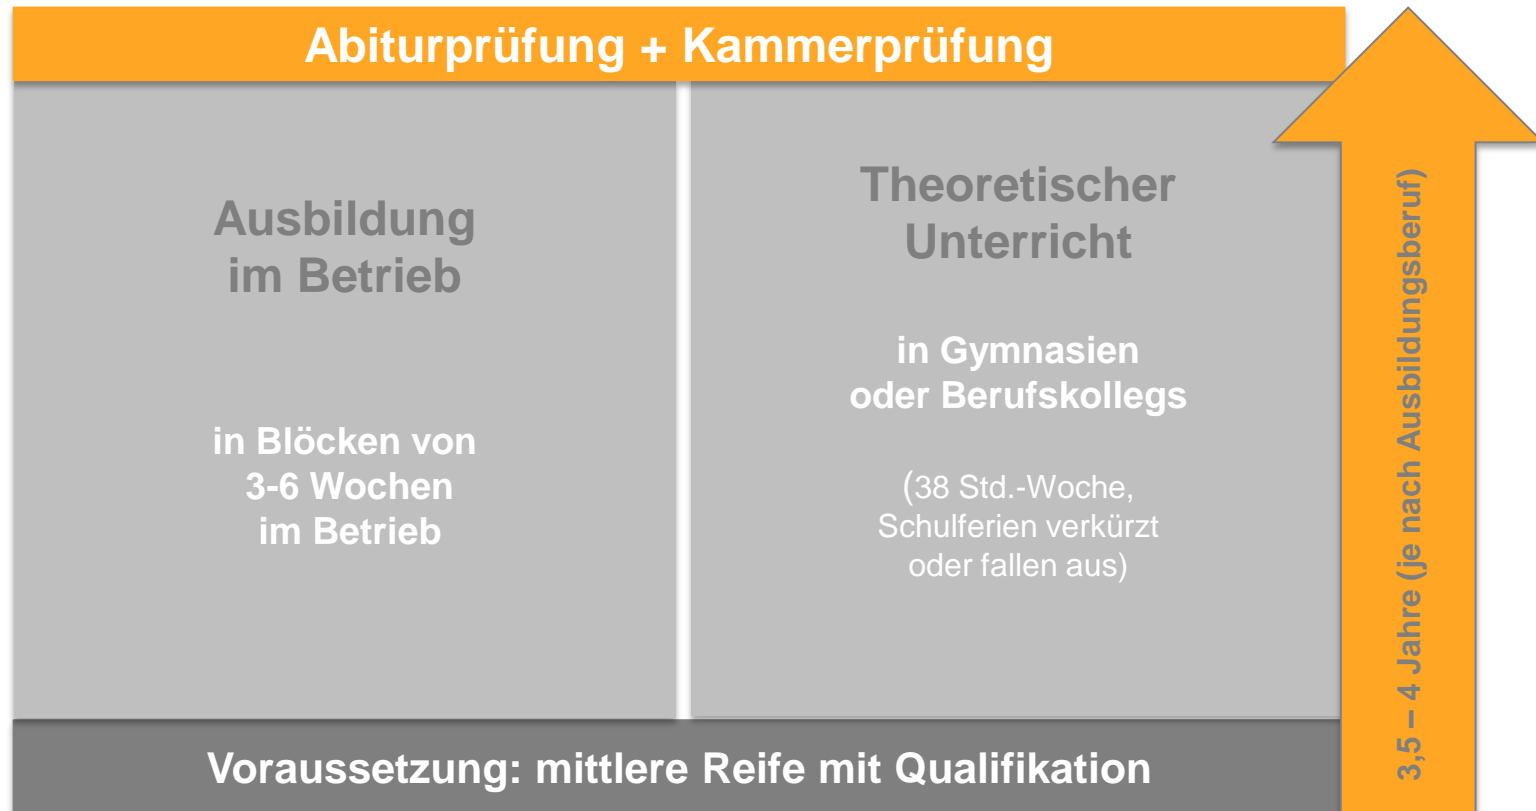 Abiturprüfung + Kammerprüfung
Ausbildung
im Betrieb
in Blöcken von
3-6 Wochen
im Betrieb
Theoretischer
Unterricht
in Gymnasien
oder Berufskollegs
(38 Std.-Woche,
Schulferien verkürzt
oder fallen aus)
Voraussetzung: mittlere Reife mit Qualifikation
3,5 – 4 Jahre (je nach Ausbildungsberuf)